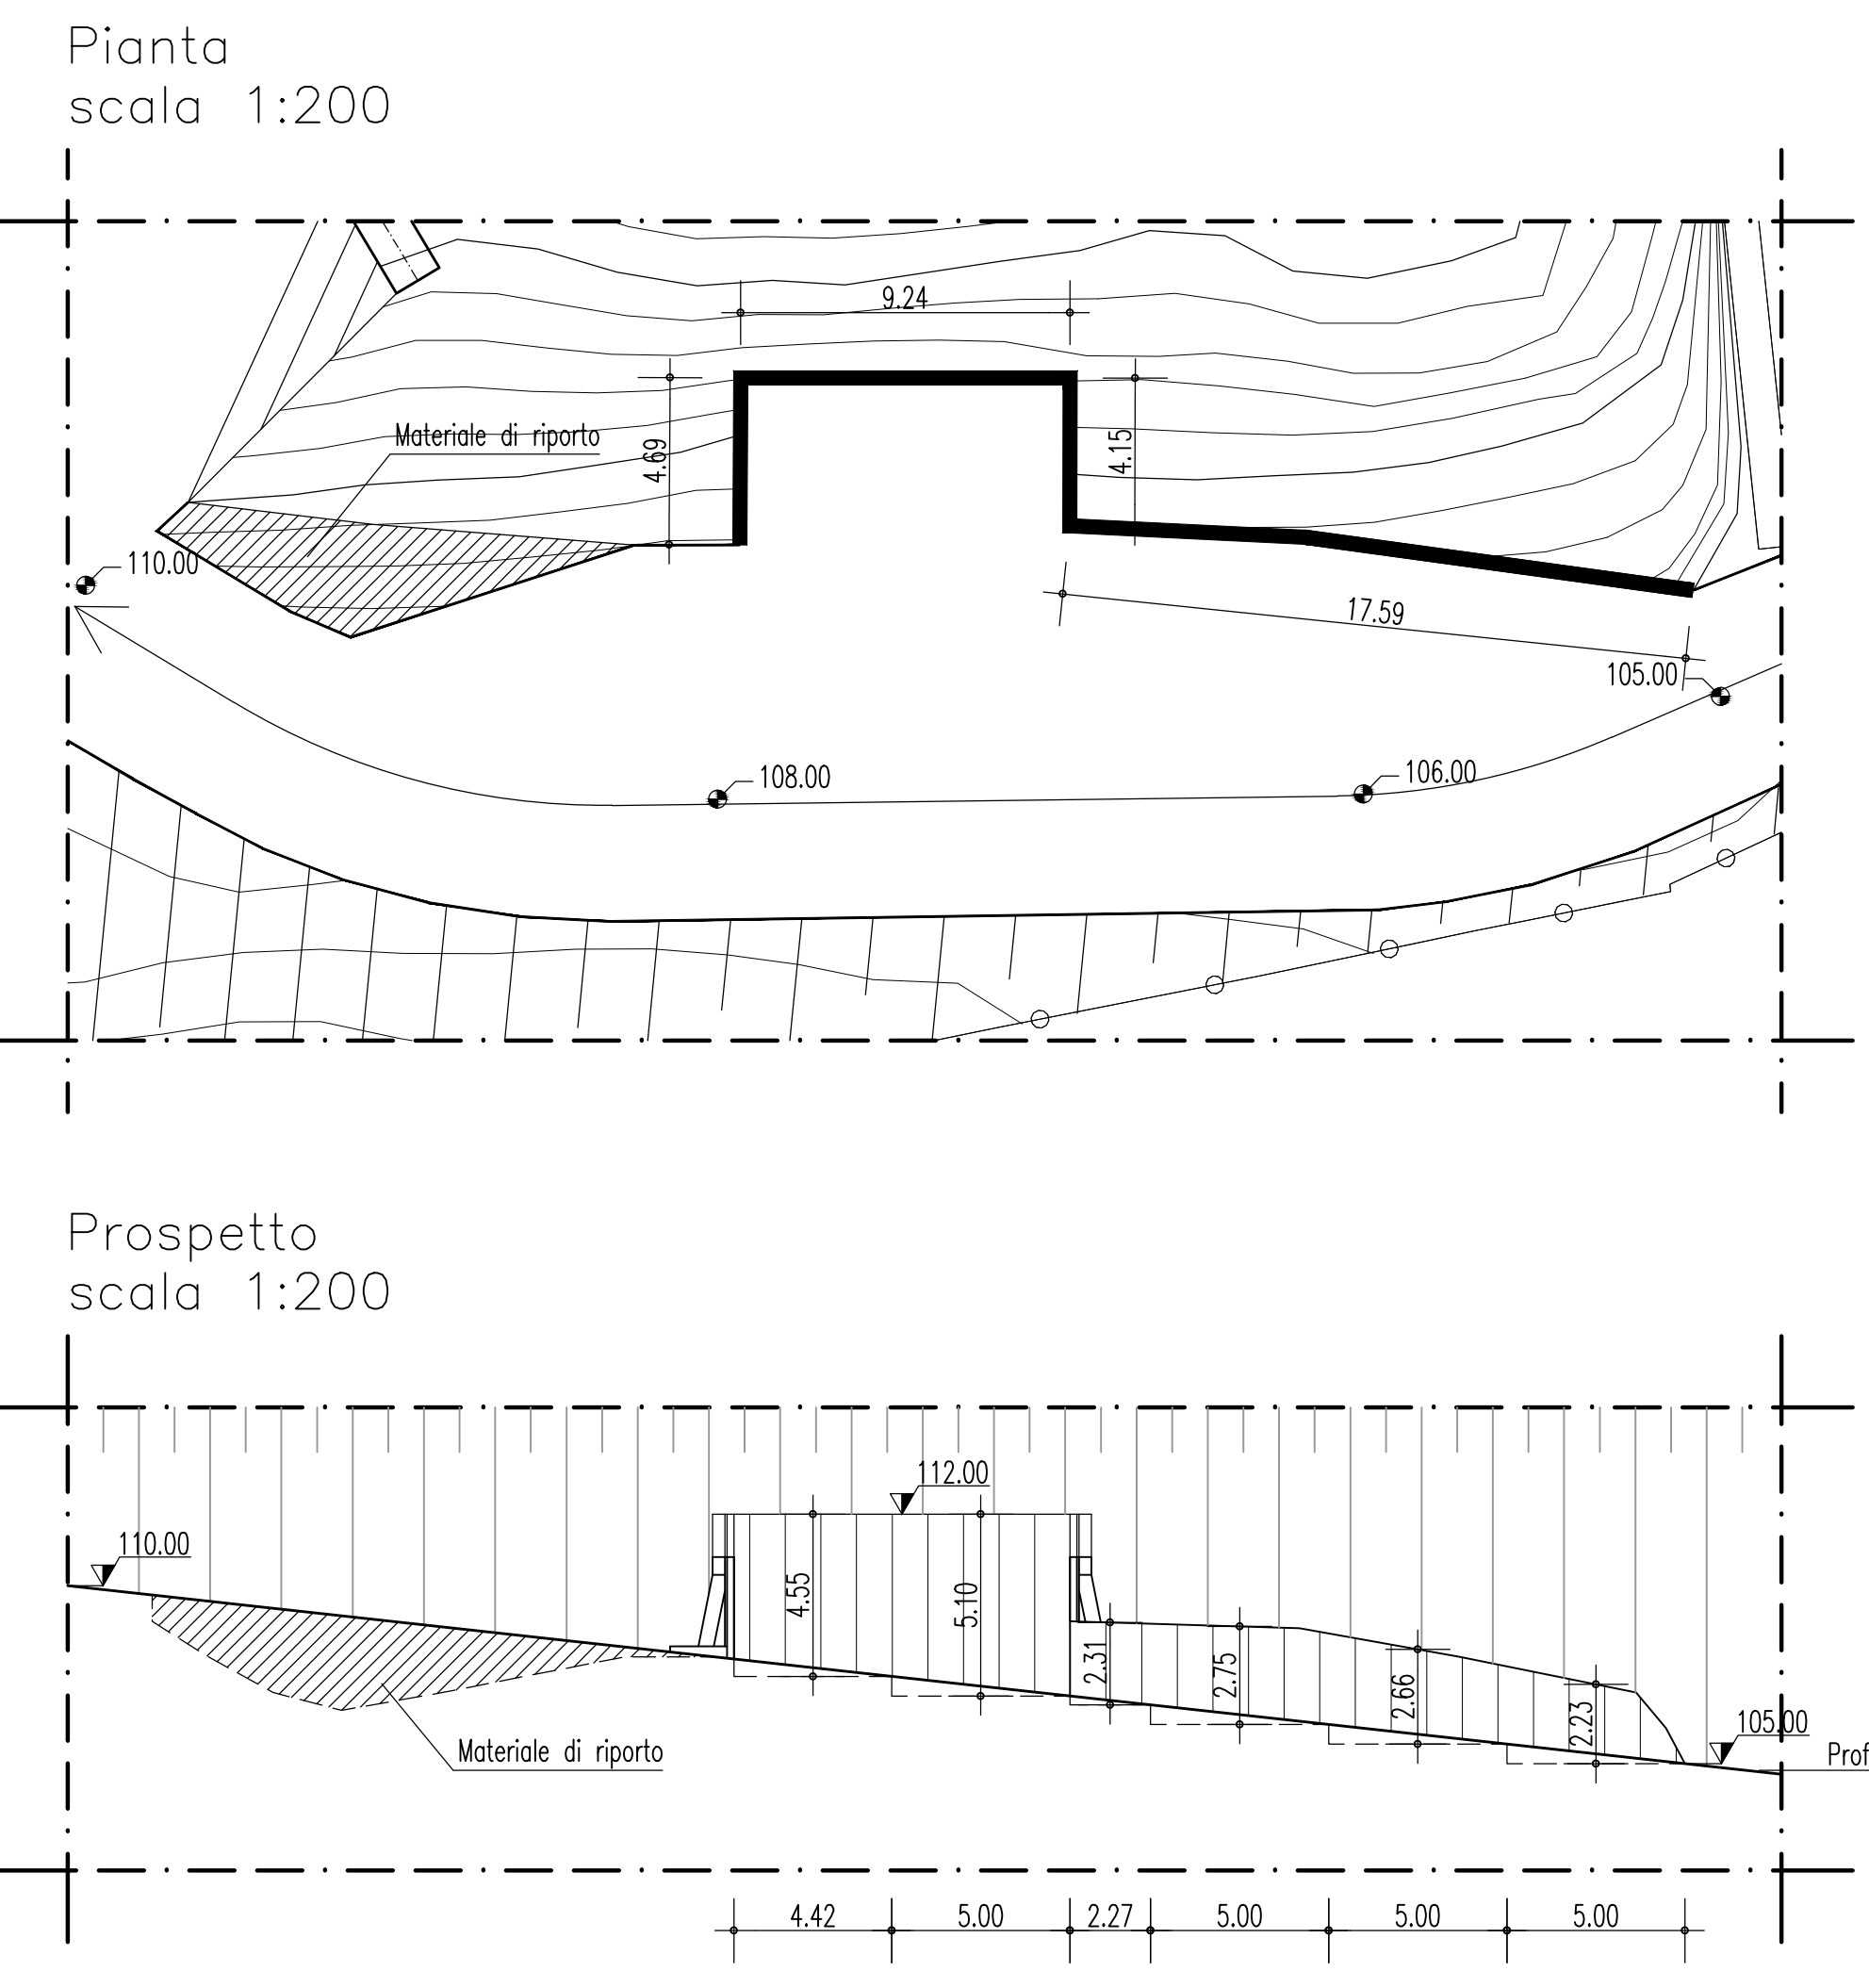 Pianta
scala 1:200
9.24
Materiale di riporto
4.69
4.15
110.00
17.59
105.00
108.00
106.00
Prospetto
scala 1:200
112.00
110.00
4.55
5.10
2.31
2.75
2.66
2.23
105.00
Materiale di riporto
Prof
4.42 5.00 2.27 5.00 5.00 5.00